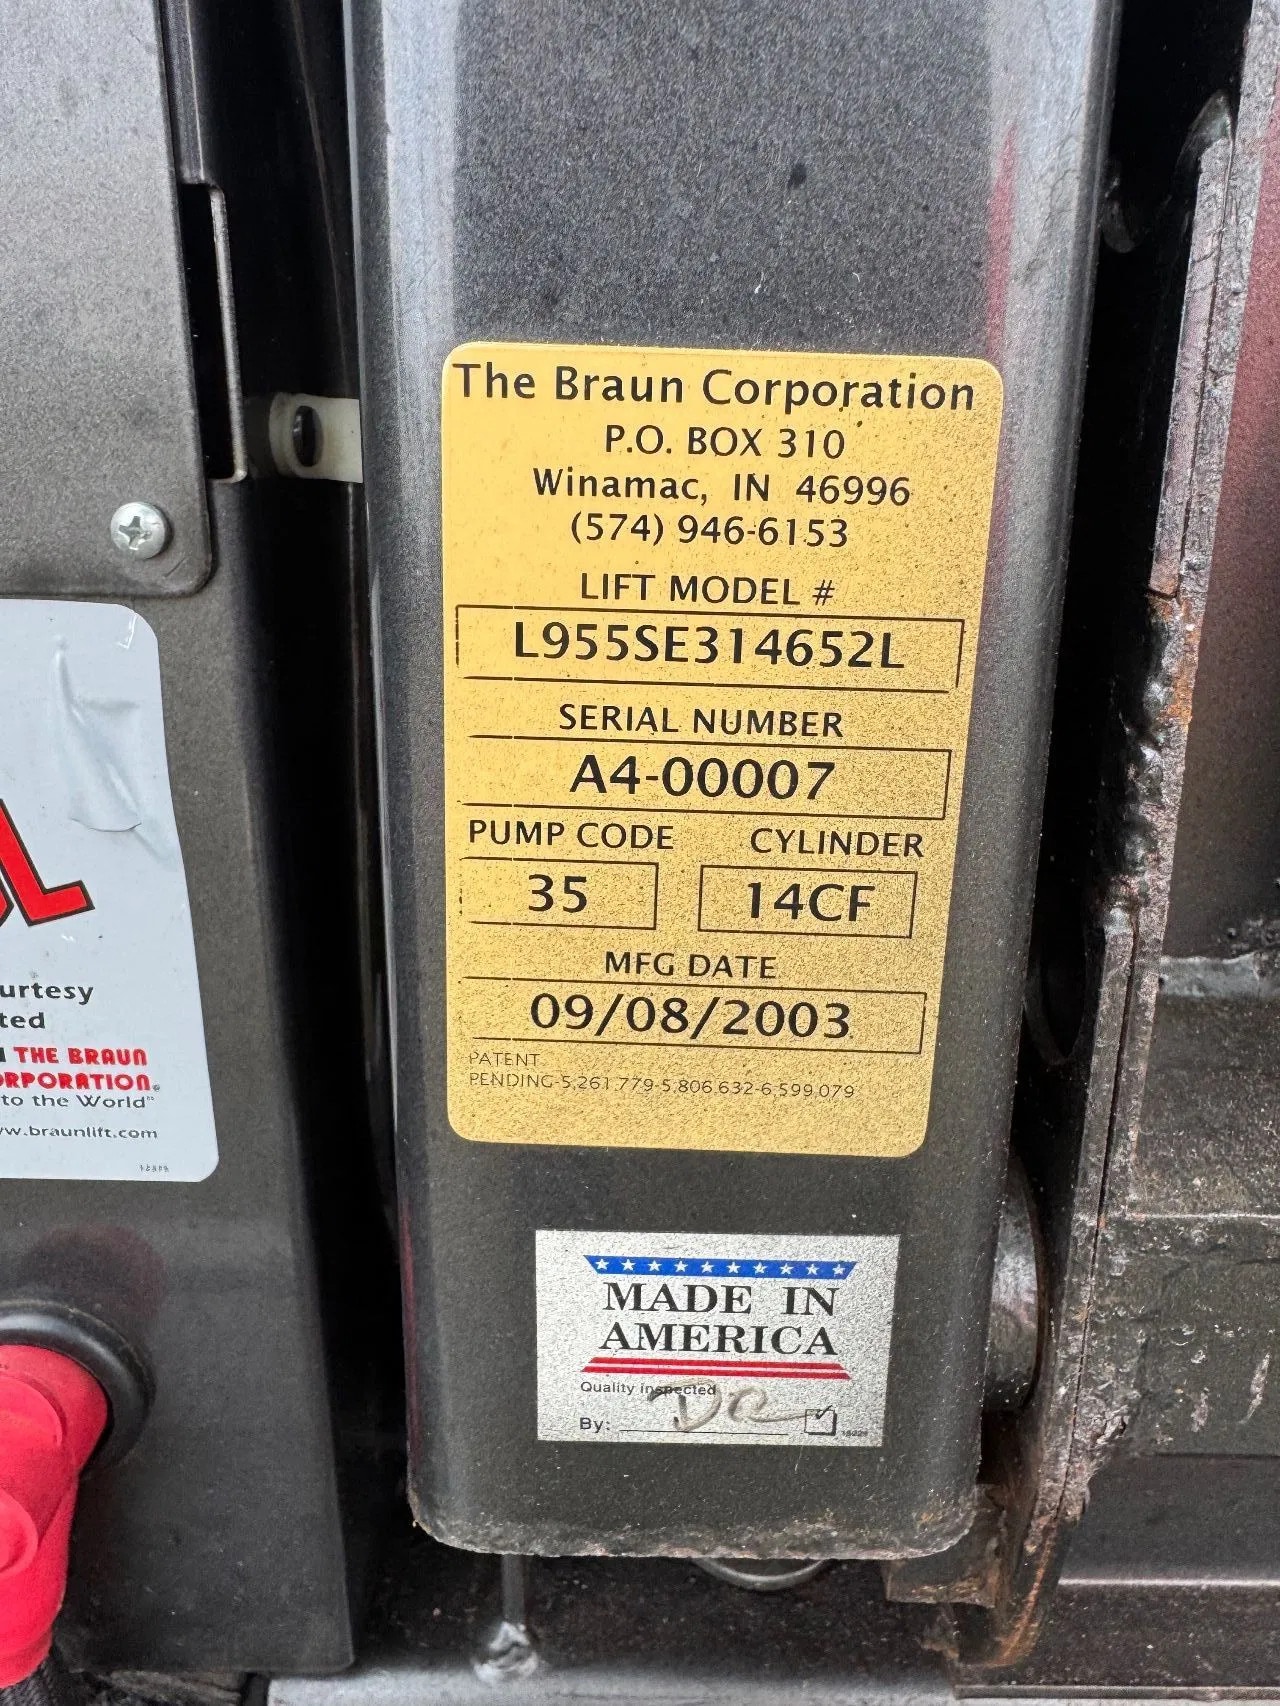 The Braun Corporation
P.O. BOX 310
Winamac, IN 46996
(574) 946-6153
LIFT MODEL #
L955SE314652L
SERIAL NUMBER
A4-00007
PUMP CODE CYLINDER
35 14CF
MFG DATE
09/08/2003
PATENT
PENDING-5,261,779-5,806,632-6,599,079
MADE IN
AMERICA
Quality inspected
By: DC
urtesy
ted
THE BRAUN
RPORATION®
to the World
w.braunlift.com